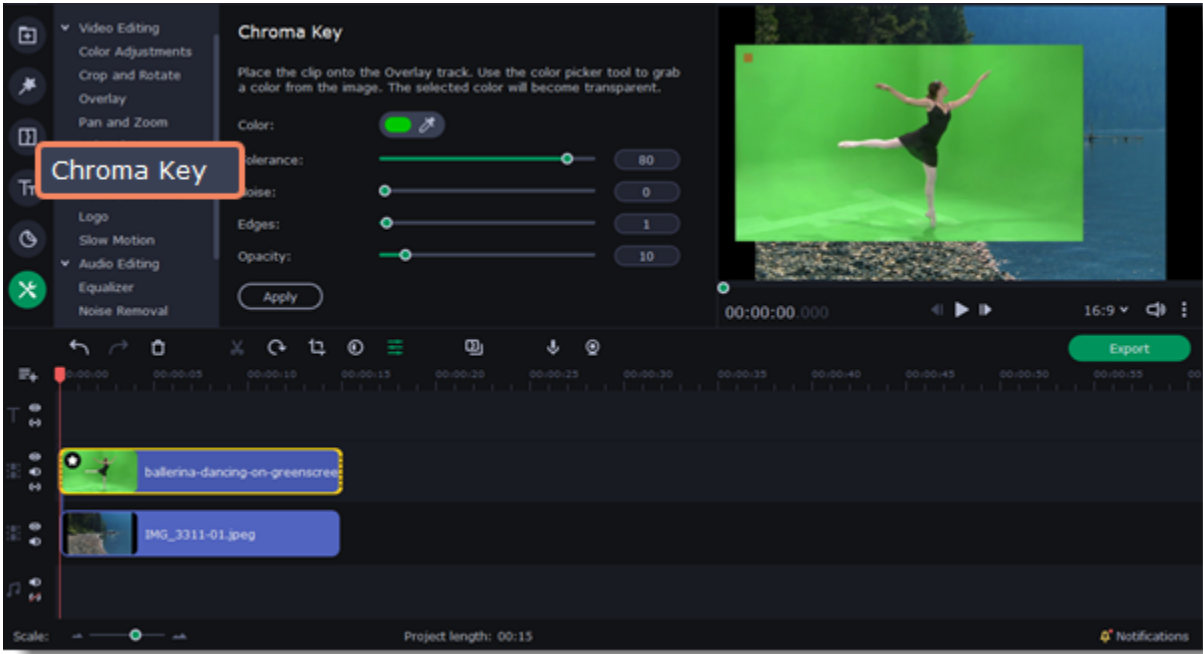 Video Editing
Color Adjustments
Crop and Rotate
Overlay
Pan and Zoom
Chroma Key
Logo
Slow Motion
Audio Editing
Equalizer
Noise Removal
Chroma Key
Place the clip onto the Overlay track. Use the color picker tool to grab
a color from the image. The selected color will become transparent.
Color:
olerance: 80
oise: 0
Edges: 1
Opacity: 10
Apply
00:00:00.000
16:9
Export
00:00:00 00:00:05 00:00:10 00:00:15 00:00:20 00:00:25 00:00:30 00:00:35 00:00:40 00:00:45 00:00:50 00:00:55 00
ballerina-dancing-on-greenscree
IMG_3311-01.jpeg
Scale:
Project length: 00:15
Notifications